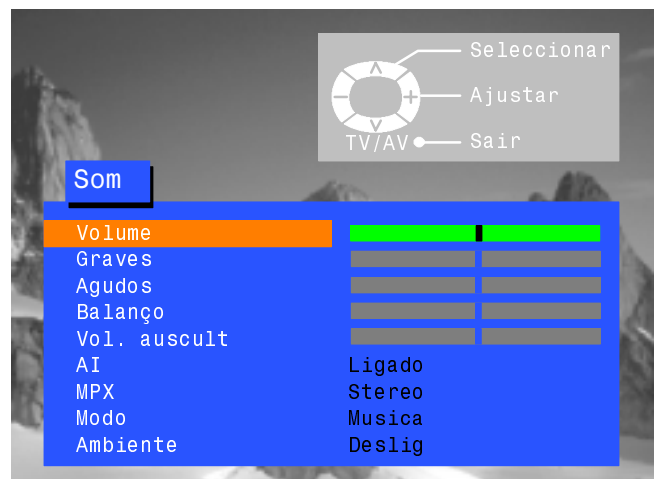 Seleccionar
Ajustar
TV/AV Sair
Som
Volume
Graves
Agudos
Balanço
Vol. auscult
AI Ligado
MPX Stereo
Modo Musica
Ambiente Deslig